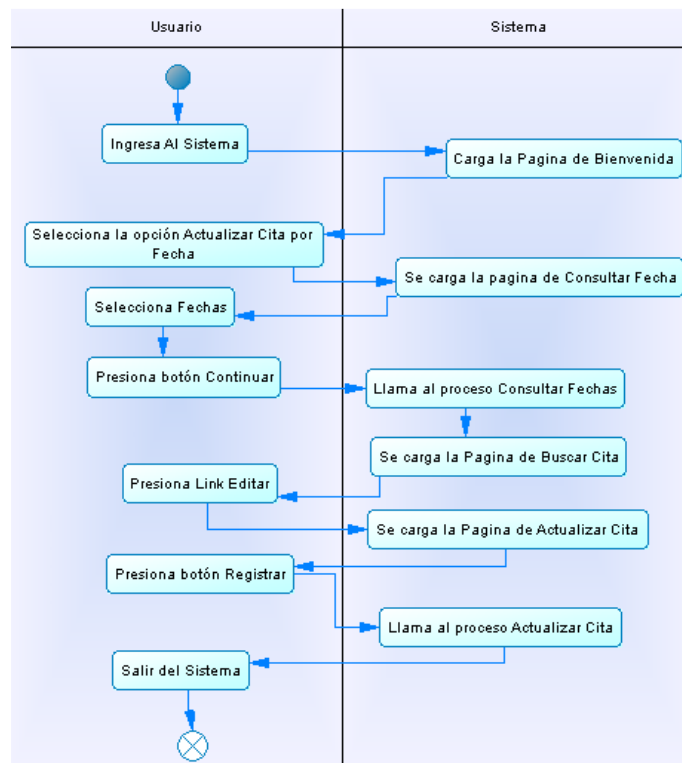 Usuario
Sistema
Ingresa Al Sistema
Carga la Pagina de Bienvenida
Selecciona la opción Actualizar Cita por
Fecha
Se carga la pagina de Consultar Fecha
Selecciona Fechas
Presiona botón Continuar
Llama al proceso Consultar Fechas
Se carga la Pagina de Buscar Cita
Presiona Link Editar
Se carga la Pagina de Actualizar Cita
Presiona botón Registrar
Llama al proceso Actualizar Cita
Salir del Sistema